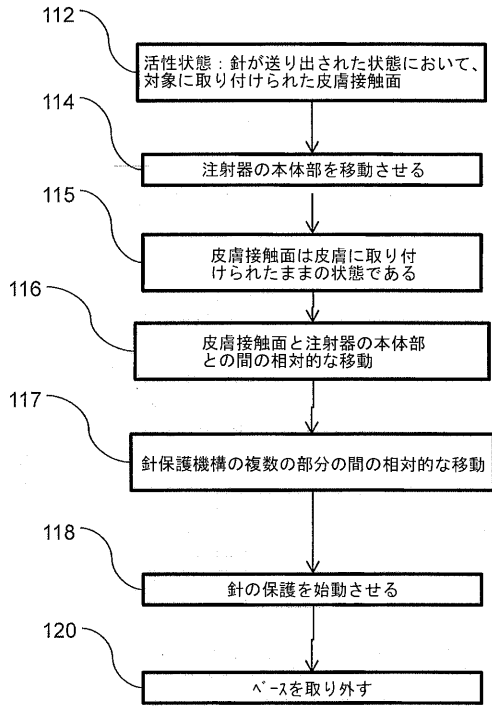 112
活性状態：針が送り出された状態において、
対象に取り付けられた皮膚接触面
114
注射器の本体部を移動させる
115
皮膚接触面は皮膚に取り付
けられたままの状態である
116
皮膚接触面と注射器の本体部
との間の相対的な移動
117
針保護機構の複数の部分の間の相対的な移動
118
針の保護を始動させる
120
ﾍﾞｰｽを取り外す